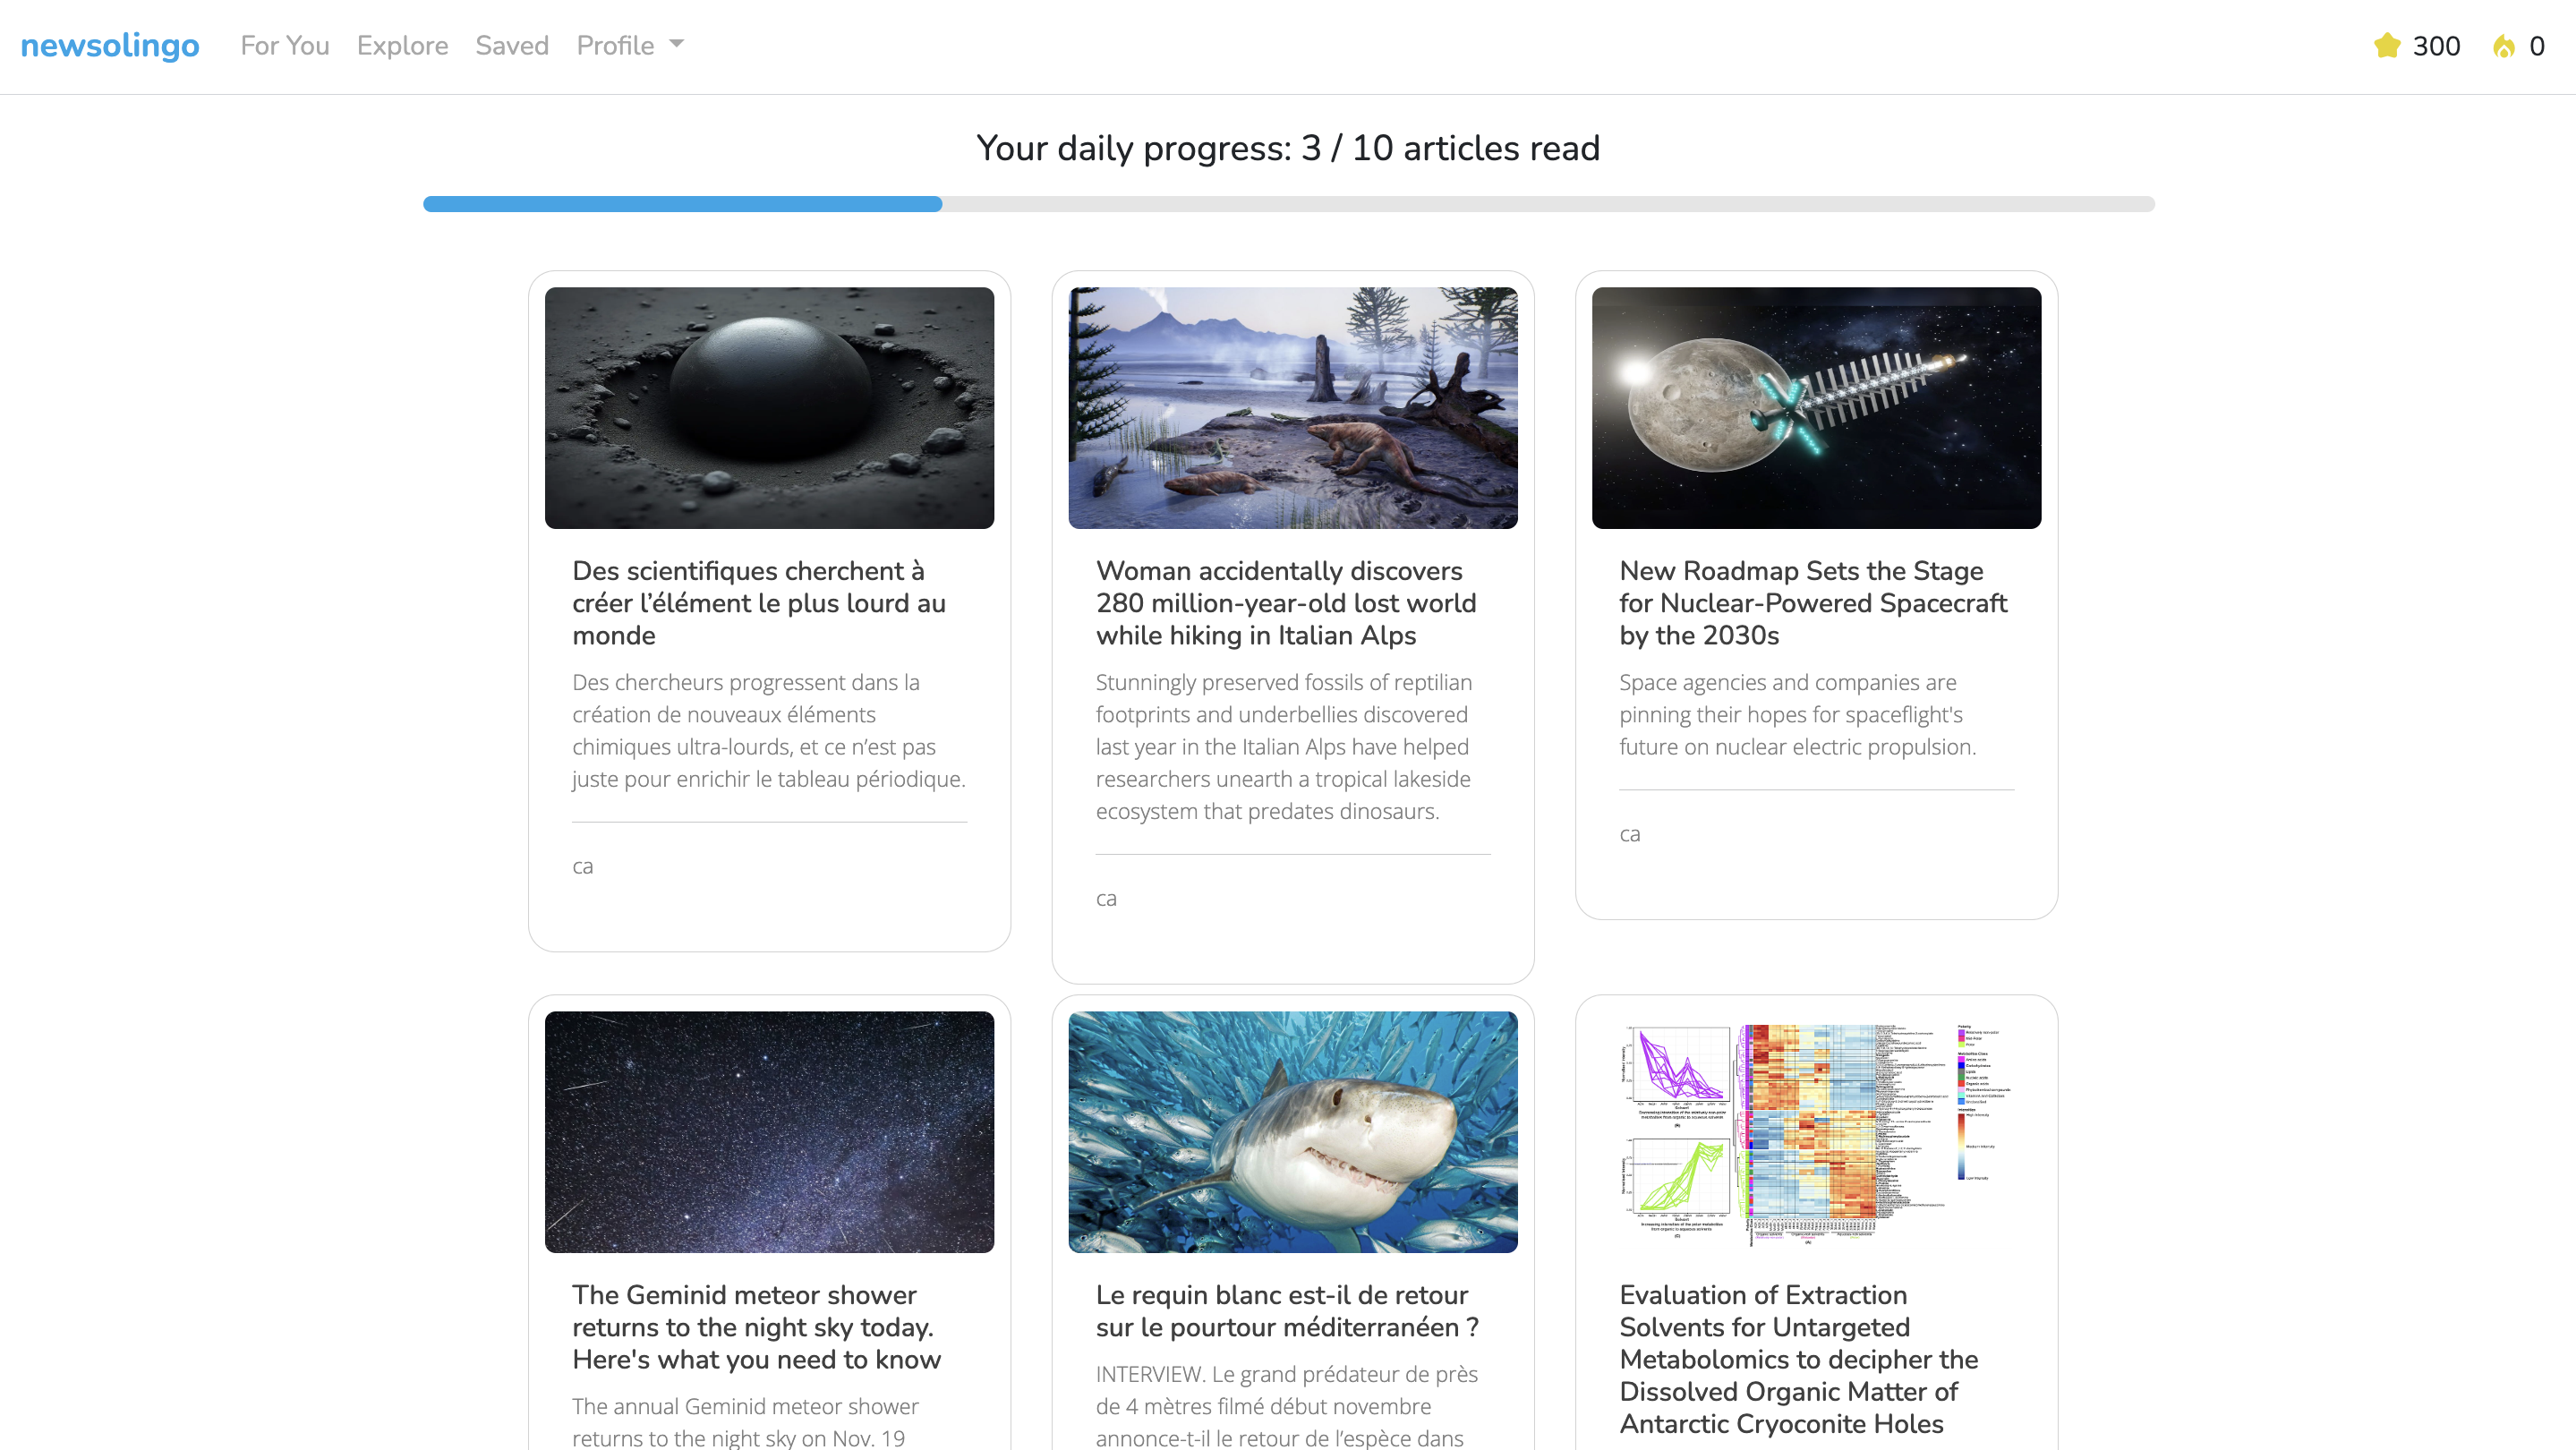 newsolingo For You Explore Saved Profile 300 0
Your daily progress: 3 / 10 articles read
Des scientifiques cherchent à
créer l’élément le plus lourd au
monde
Des chercheurs progressent dans la
création de nouveaux éléments
chimiques ultra-lourds, et ce n’est pas
juste pour enrichir le tableau périodique.
ca
Woman accidentally discovers
280 million-year-old lost world
while hiking in Italian Alps
Stunningly preserved fossils of reptilian
footprints and underbellies discovered
last year in the Italian Alps have helped
researchers unearth a tropical lakeside
ecosystem that predates dinosaurs.
ca
New Roadmap Sets the Stage
for Nuclear-Powered Spacecraft
by the 2030s
Space agencies and companies are
pinning their hopes for spaceflight's
future on nuclear electric propulsion.
ca
The Geminid meteor shower
returns to the night sky today.
Here's what you need to know
The annual Geminid meteor shower
returns to the night sky on Nov. 19
Le requin blanc est-il de retour
sur le pourtour méditerranéen ?
INTERVIEW. Le grand prédateur de près
de 4 mètres filmé début novembre
annonce-t-il le retour de l’espèce dans
Evaluation of Extraction
Solvents for Untargeted
Metabolomics to decipher the
Dissolved Organic Matter of
Antarctic Cryoconite Holes